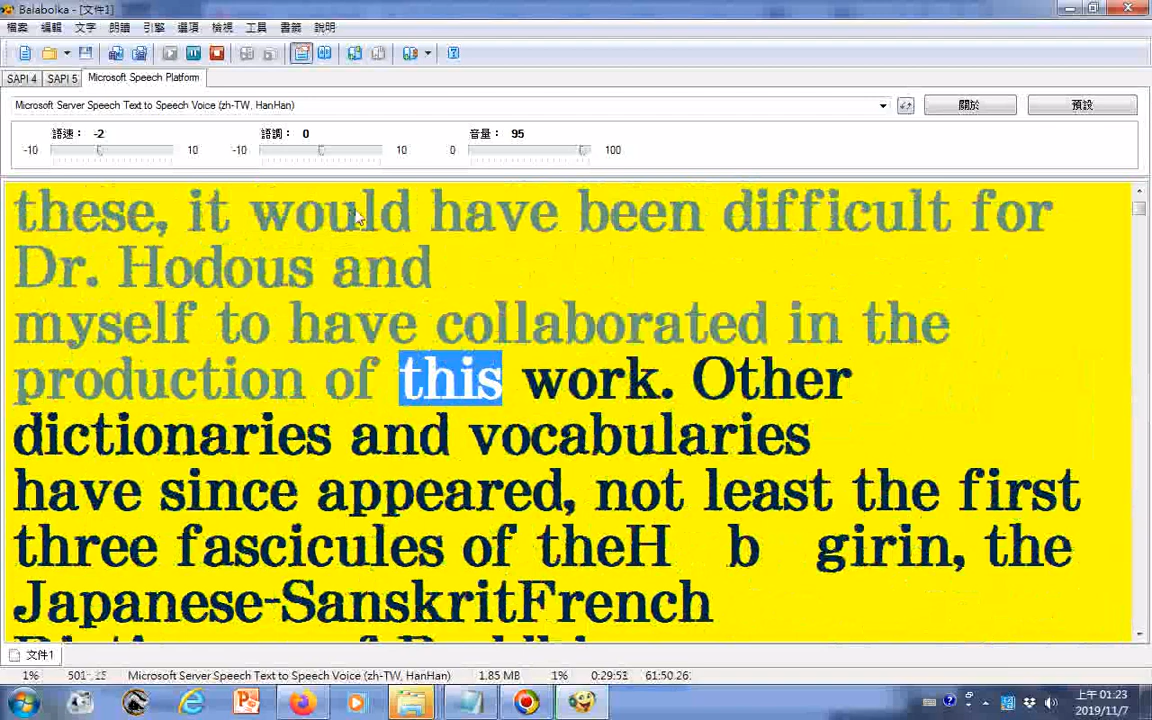 Balabolka - [文件1]
檔案 編輯 文字 朗讀 引擎 選項 檢視 工具 書籤 說明
SAPI 4 SAPI 5 Microsoft Speech Platform
Microsoft Server Speech Text to Speech Voice (zh-TW, HanHan) 關於 預設
語速： -2 語調： 0 音量： 95
-10 10 -10 10 0 100
these, it would have been difficult for
Dr. Hodous and
myself to have collaborated in the
production of this work. Other
dictionaries and vocabularies
have since appeared, not least the first
three fascicules of theH b girin, the
Japanese-SanskritFrench
文件1
1% Microsoft Server Speech Text to Speech Voice (zh-TW, HanHan) 1.85 MB 1% 0:29:51 61:50:26
上午 01:23
2019/11/7